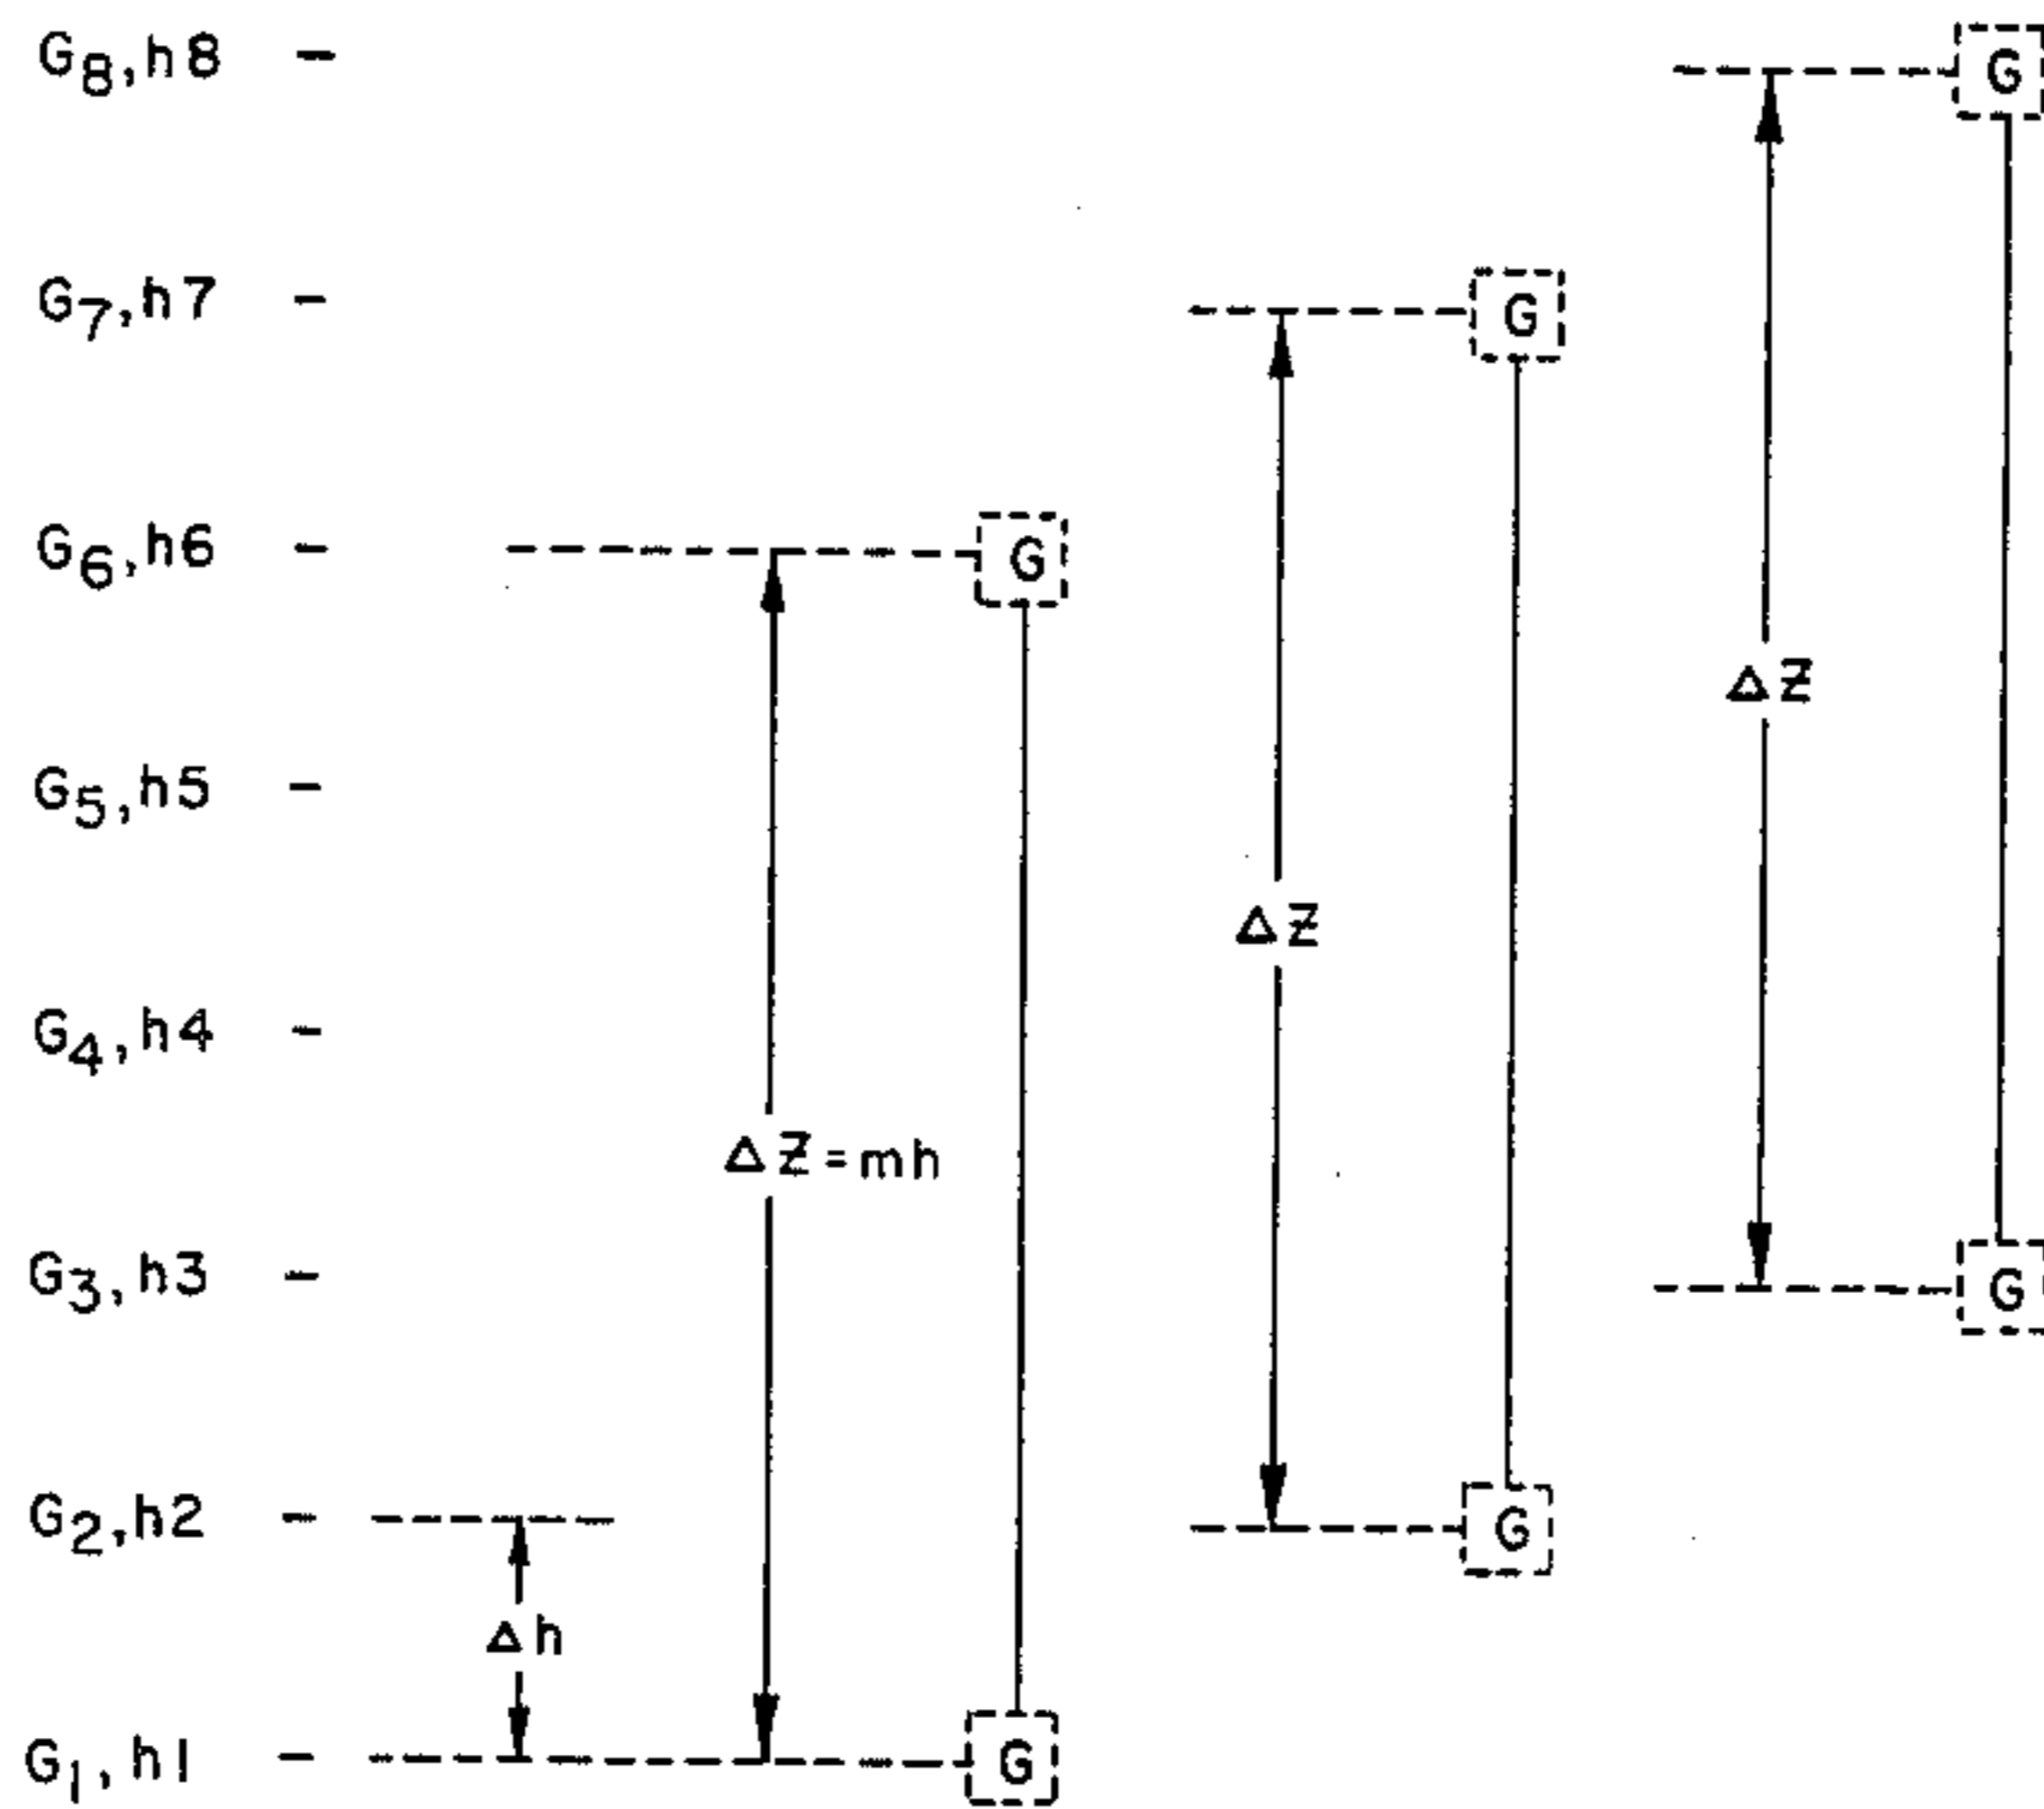 G8,h8 G
G7,h7 G
G6,h6 G
ΔZ
G5,h5
ΔZ
G4,h4
ΔZ=mh
G3,h3 G
G2,h2 G
Δh
G1,h1 G